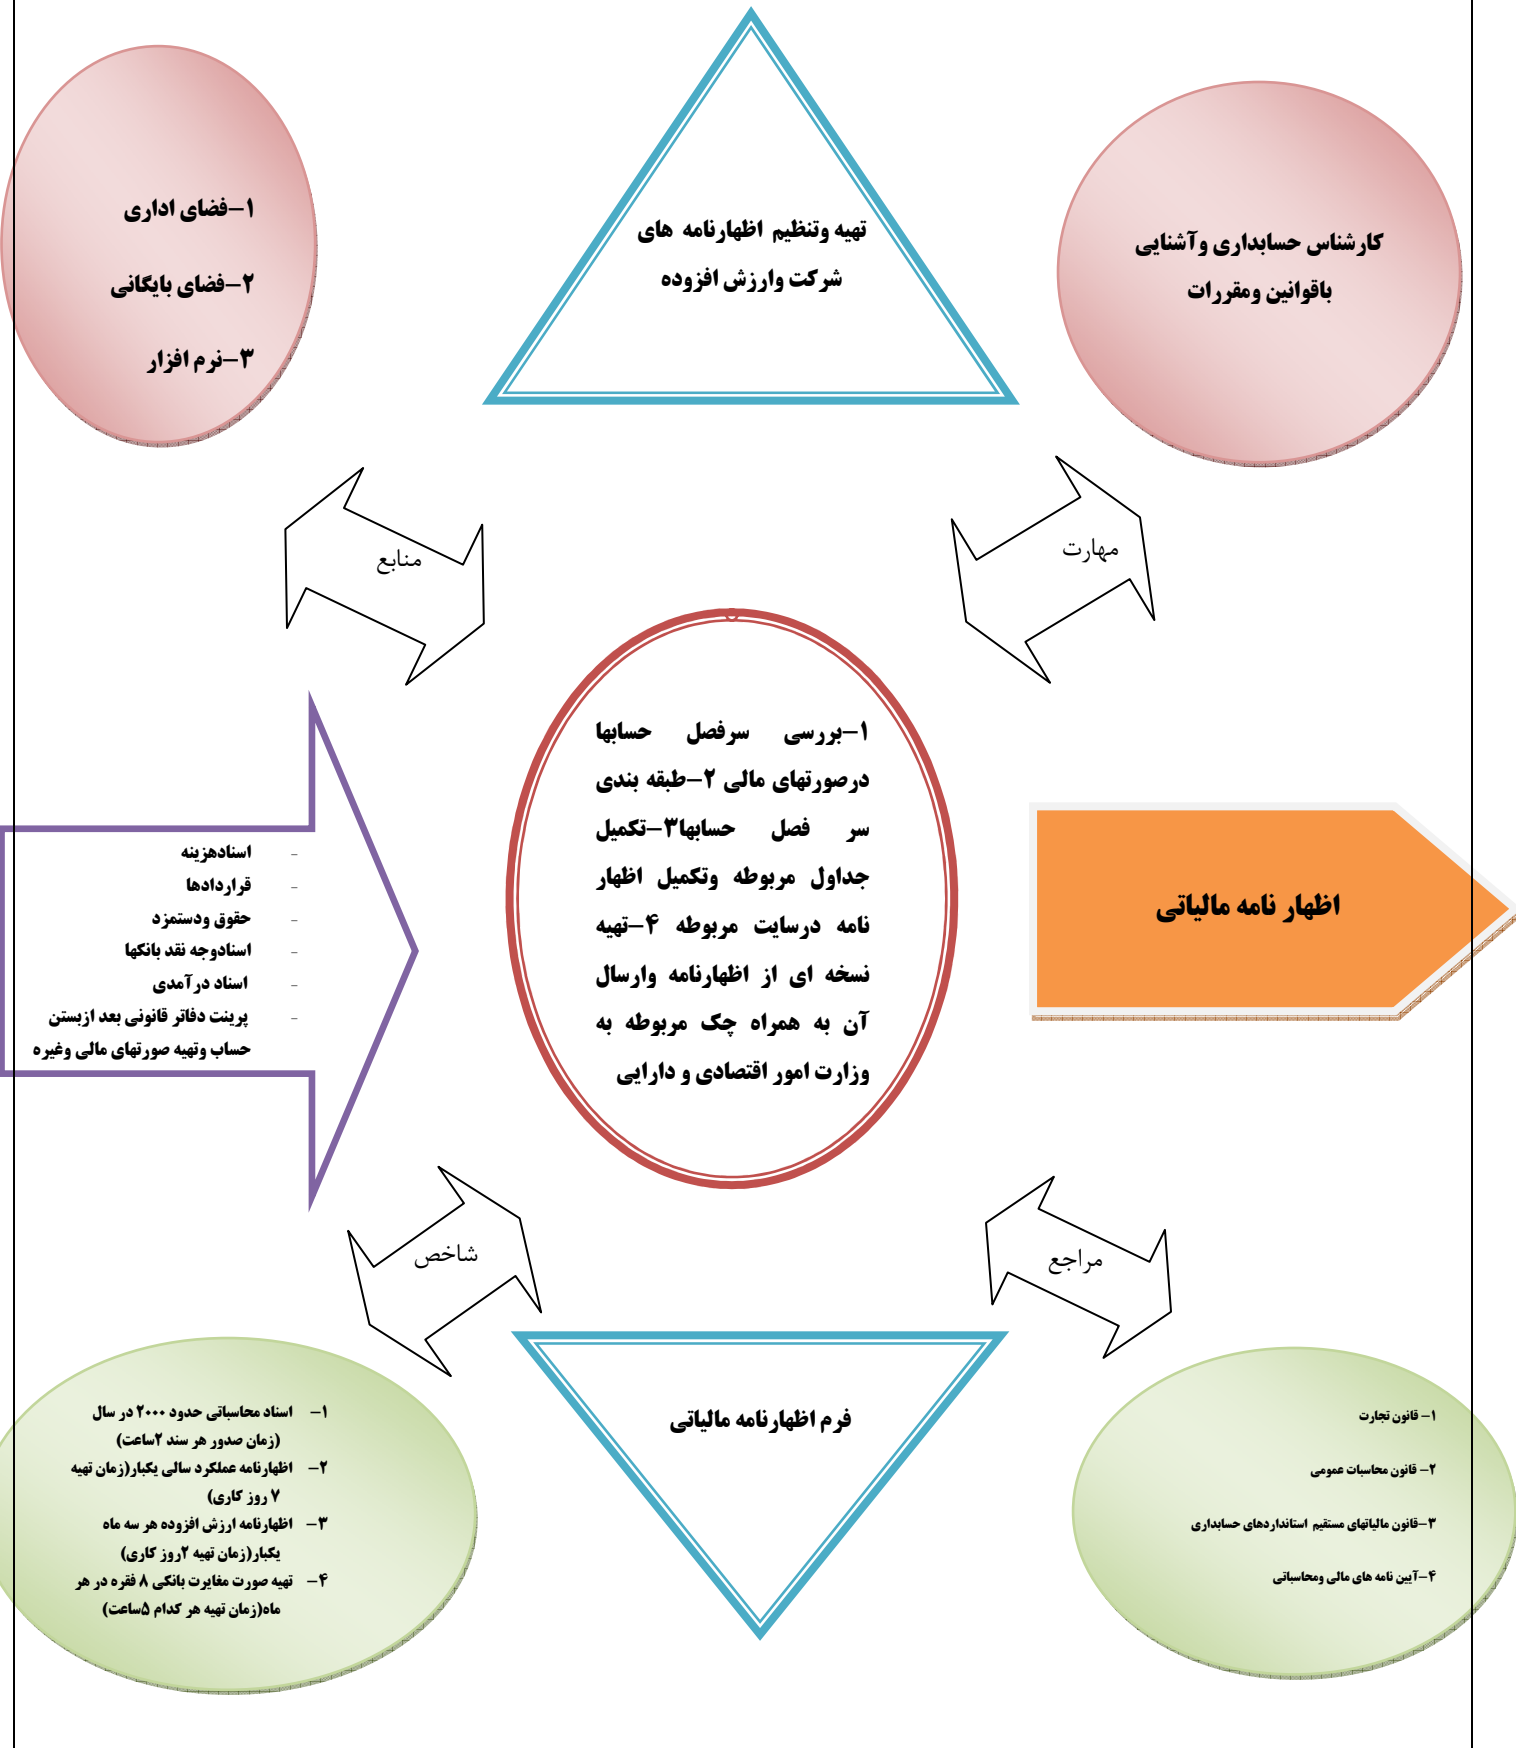 تهیه وتنظیم اظهارنامه های
شرکت وارزش افزوده
کارشناس حسابداری وآشنایی
باقوانین ومقررات
۱-فضای اداری
۲-فضای بایگانی
۳-نرم افزار
مهارت
منابع
۱-بررسی سرفصل حسابها
درصورتهای مالی ۲-طبقه بندی
سر فصل حسابها۳-تکمیل
جداول مربوطه وتکمیل اظهار
نامه درسایت مربوطه ۴-تهیه
نسخه ای از اظهارنامه وارسال
آن به همراه چک مربوطه به
وزارت امور اقتصادی و دارایی
اظهار نامه مالیاتی
- اسنادهزینه
- قراردادها
- حقوق ودستمزد
- اسنادوجه نقد بانکها
- اسناد درآمدی
- پرینت دفاتر قانونی بعد ازبستن
حساب وتهیه صورتهای مالی وغیره
مراجع
شاخص
فرم اظهارنامه مالیاتی
۱- قانون تجارت
۲- قانون محاسبات عمومی
۳-قانون مالیاتهای مستقیم استانداردهای حسابداری
۴-آیین نامه های مالی ومحاسباتی
۱- اسناد محاسباتی حدود ۲۰۰۰ در سال
(زمان صدور هر سند ۲ساعت)
۲- اظهارنامه عملکرد سالی یکبار(زمان تهیه
۷ روز کاری)
۳- اظهارنامه ارزش افزوده هر سه ماه
یکبار(زمان تهیه ۲روز کاری)
۴- تهیه صورت مغایرت بانکی ۸ فقره در هر
ماه(زمان تهیه هر کدام ۵ساعت)